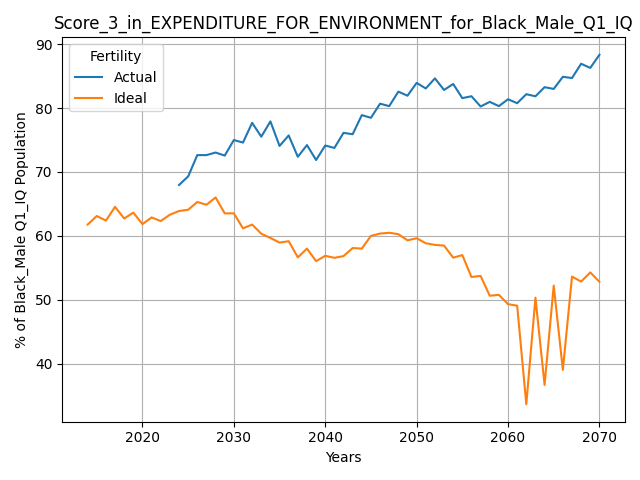 Score_3_in_EXPENDITURE_FOR_ENVIRONMENT_for_Black_Male_Q1_IQ
Fertility
Actual
Ideal
% of Black_Male Q1_IQ Population
90
80
70
60
50
40
2020
2030
2040
2050
2060
2070
Years